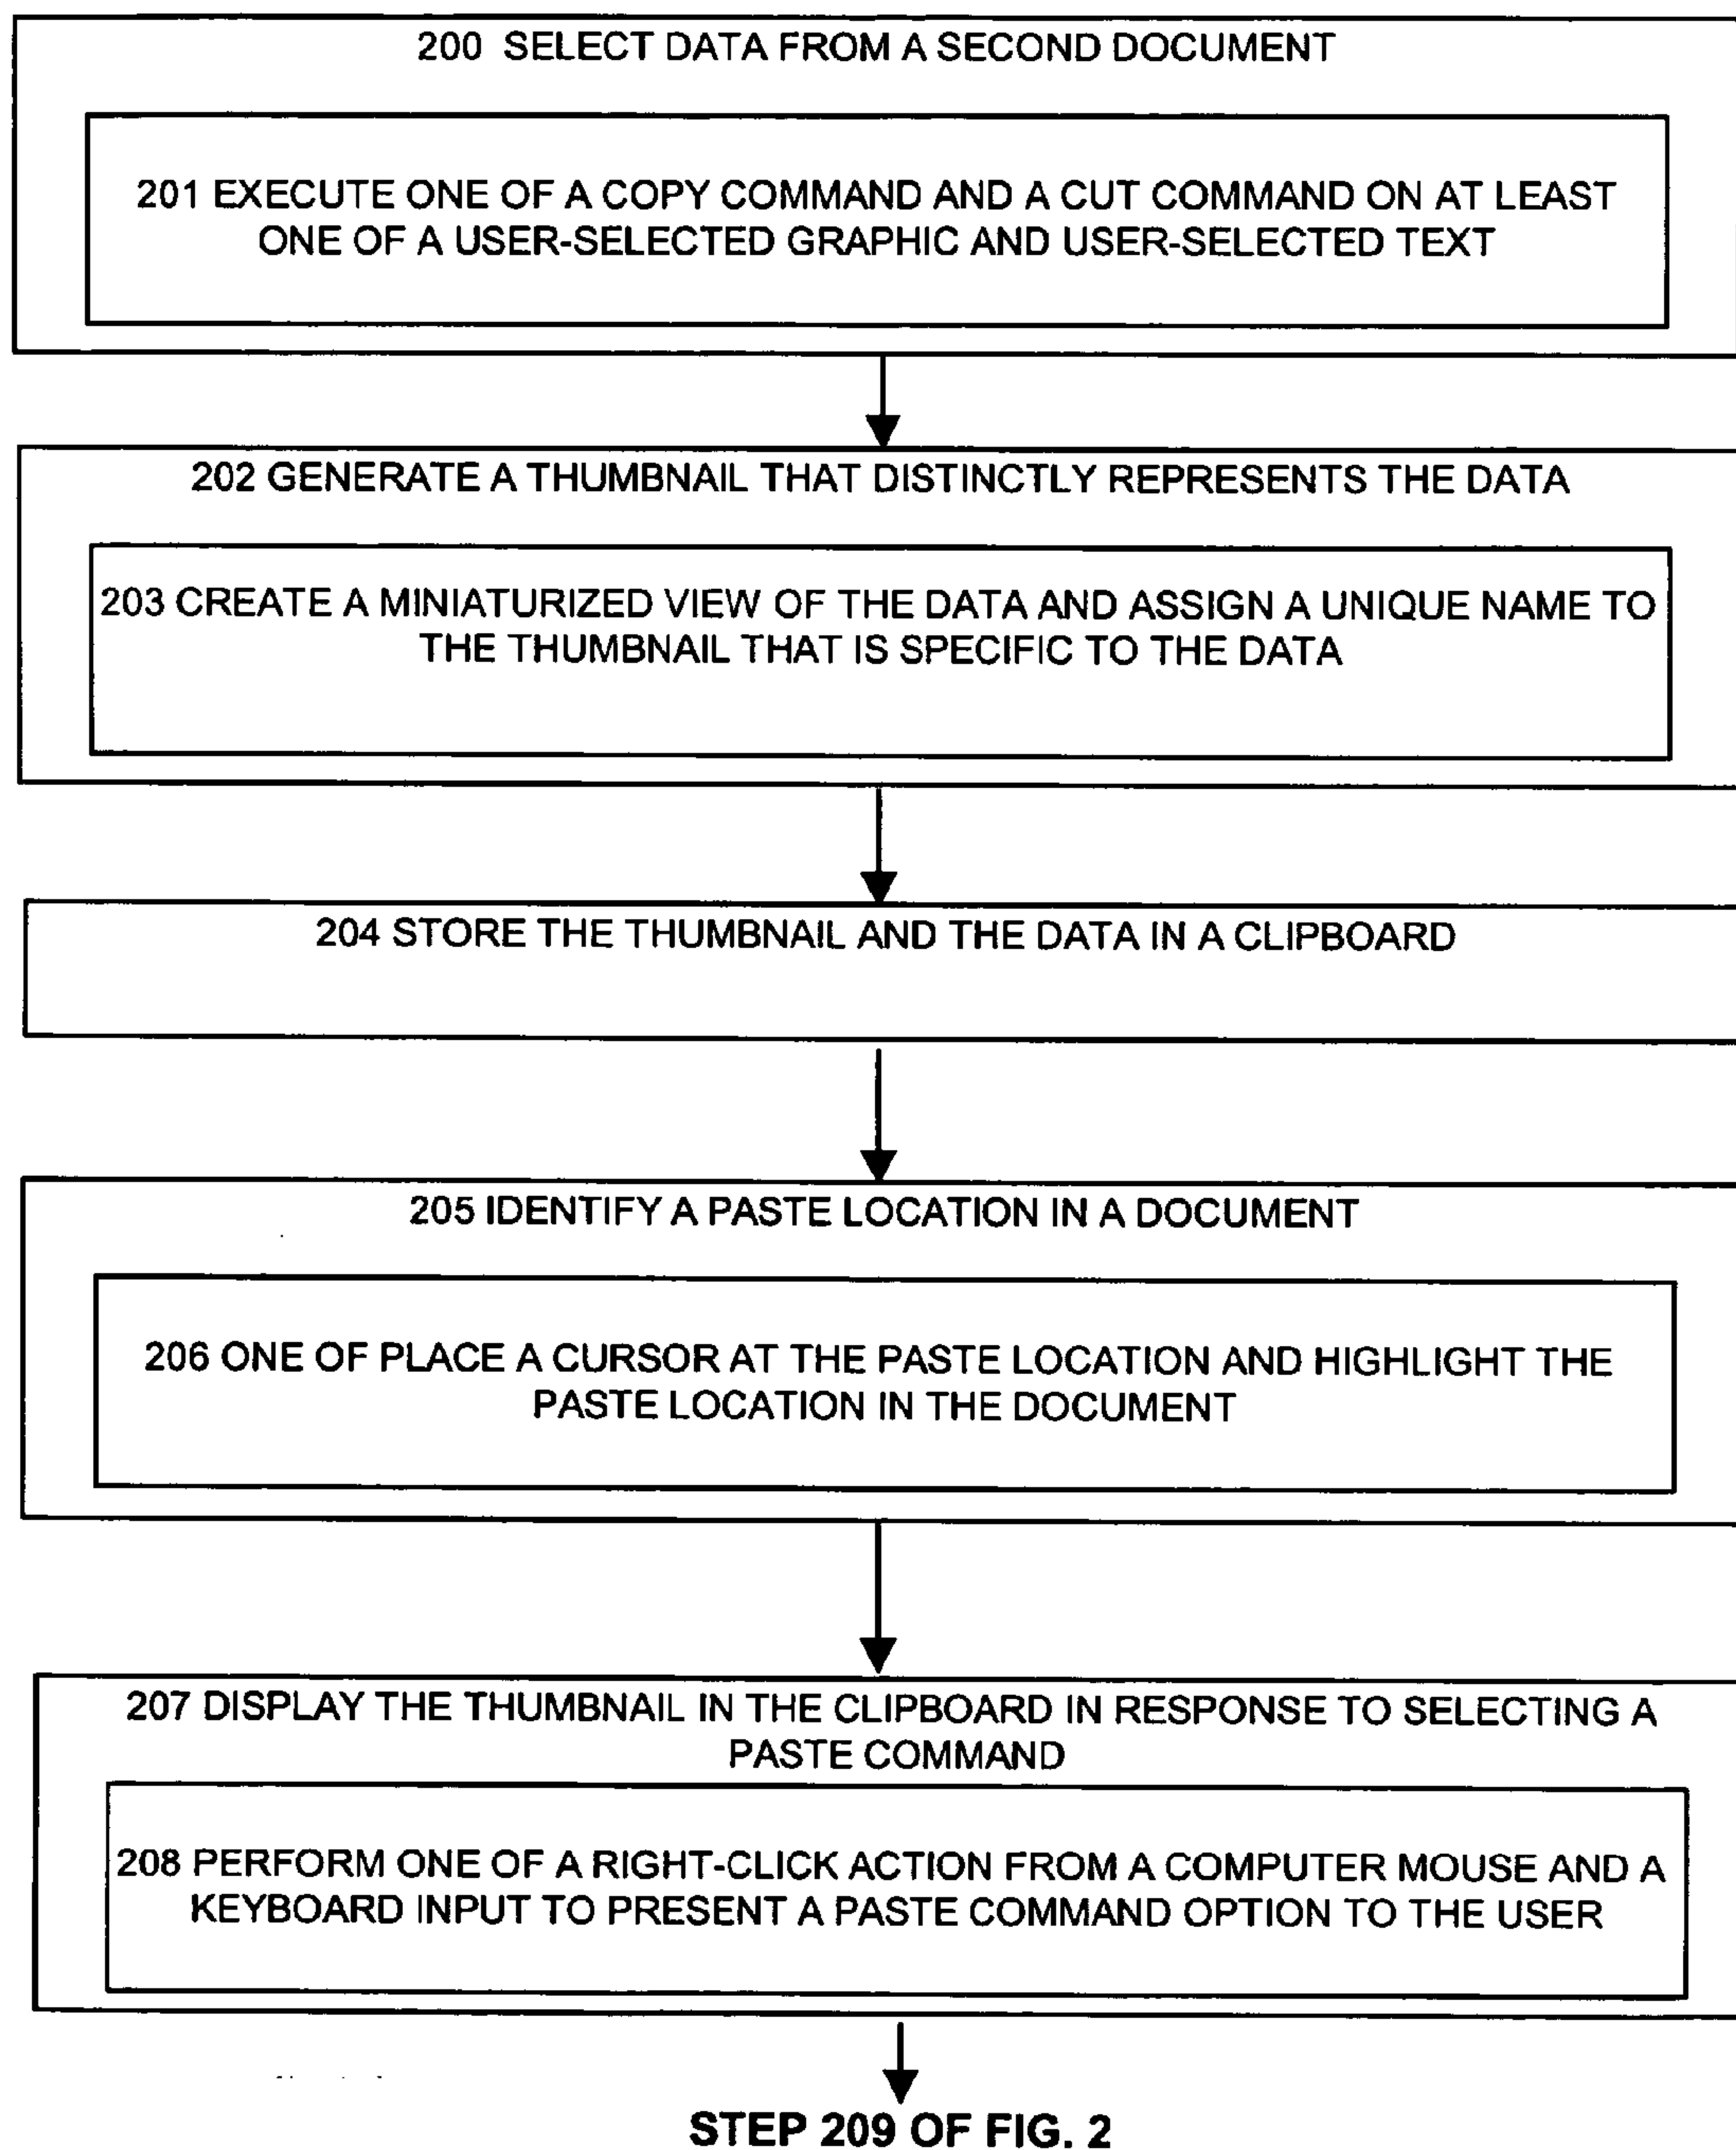 200 SELECT DATA FROM A SECOND DOCUMENT
201 EXECUTE ONE OF A COPY COMMAND AND A CUT COMMAND ON AT LEAST
ONE OF A USER-SELECTED GRAPHIC AND USER-SELECTED TEXT
202 GENERATE A THUMBNAIL THAT DISTINCTLY REPRESENTS THE DATA
203 CREATE A MINIATURIZED VIEW OF THE DATA AND ASSIGN A UNIQUE NAME TO
THE THUMBNAIL THAT IS SPECIFIC TO THE DATA
204 STORE THE THUMBNAIL AND THE DATA IN A CLIPBOARD
205 IDENTIFY A PASTE LOCATION IN A DOCUMENT
206 ONE OF PLACE A CURSOR AT THE PASTE LOCATION AND HIGHLIGHT THE
PASTE LOCATION IN THE DOCUMENT
207 DISPLAY THE THUMBNAIL IN THE CLIPBOARD IN RESPONSE TO SELECTING A
PASTE COMMAND
208 PERFORM ONE OF A RIGHT-CLICK ACTION FROM A COMPUTER MOUSE AND A
KEYBOARD INPUT TO PRESENT A PASTE COMMAND OPTION TO THE USER
STEP 209 OF FIG. 2